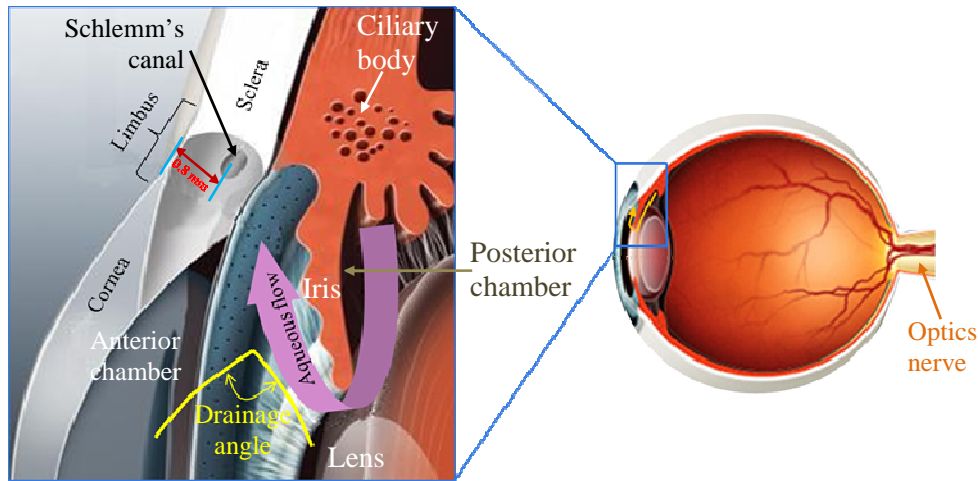 Schlemm's
canal
Ciliary
body
Sclera
Limbus
0.8 mm
Cornea
Iris
Aqueous flow
Posterior
chamber
Anterior
chamber
Drainage
angle
Lens
Optics
nerve